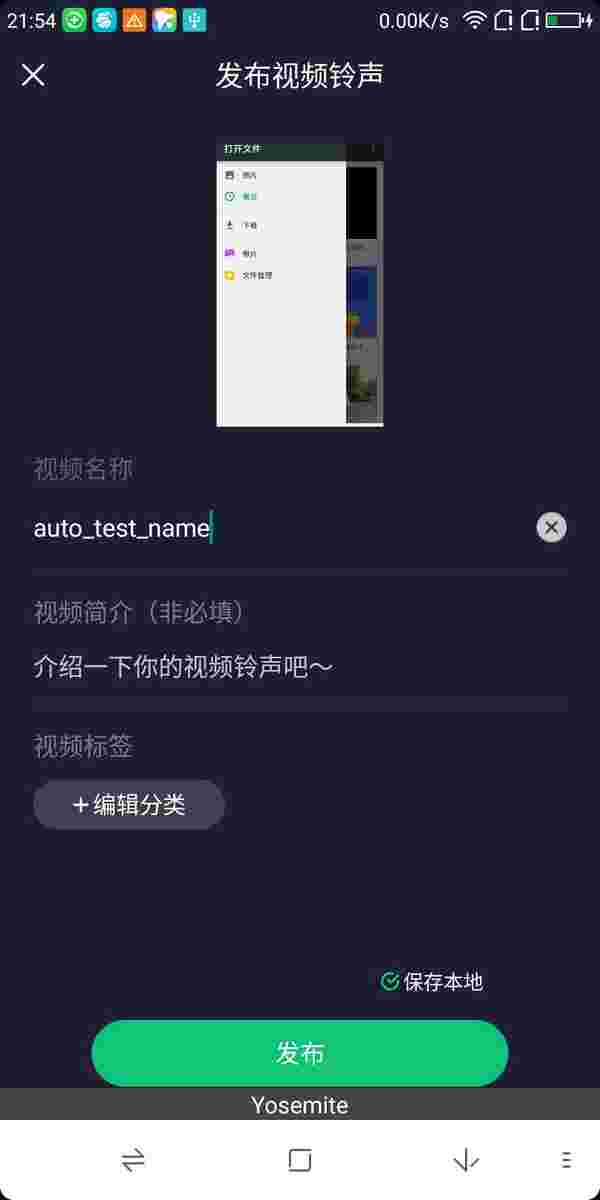 21:54
0.00K/s
发布视频铃声
打开文件
图片
最近
下载
图片
文件管理
视频名称
auto_test_name
视频简介（非必填）
介绍一下你的视频铃声吧～
视频标签
+编辑分类
保存本地
发布
Yosemite